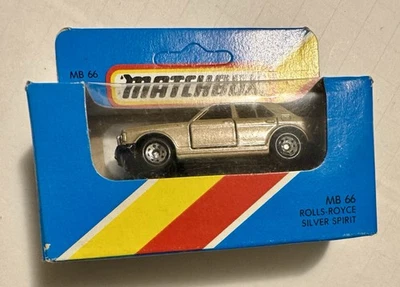 MB 66
MATCHBOX
MB 66
ROLLS-ROYCE
SILVER SPIRIT